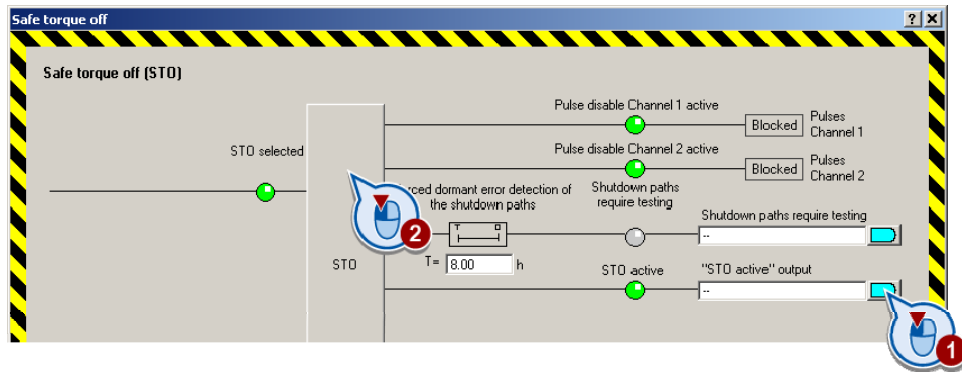 Safe torque off
Safe torque off (STO)
Pulse disable Channel 1 active
Blocked
Pulses
Channel 1
STO selected
Pulse disable Channel 2 active
Blocked
Pulses
Channel 2
rced dormant error detection of
the shutdown paths
Shutdown paths
require testing
Shutdown paths require testing
--
2
STO
T= 8.00 h
STO active
"STO active" output
--
1